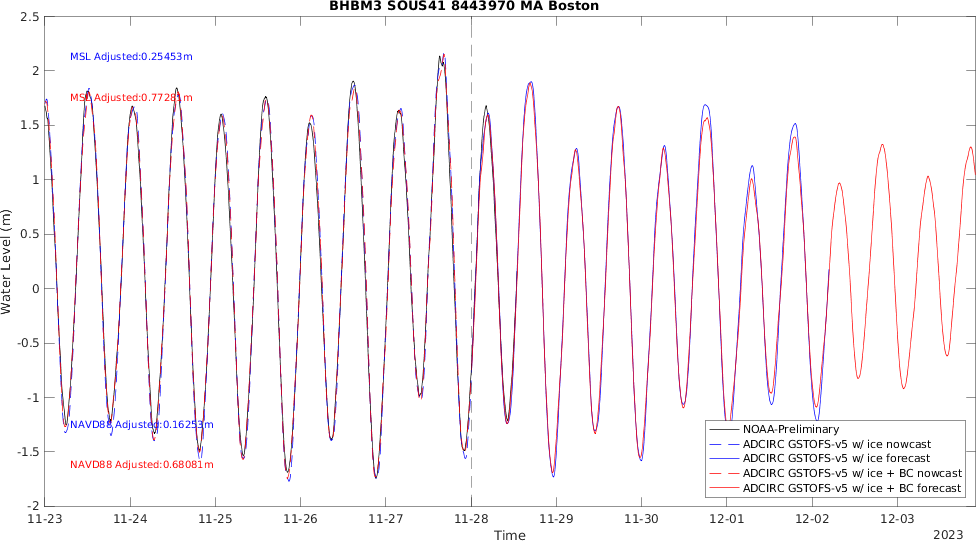 BHBM3 SOUS41 8443970 MA Boston
2.5
2
1.5
1
0.5
0
-0.5
-1
-1.5
-2
Water Level (m)
MSL Adjusted:0.25453m
MSL Adjusted:0.77281m
NAVD88 Adjusted:0.16253m
NAVD88 Adjusted:0.68081m
NOAA-Preliminary
ADCIRC GSTOFS-v5 w/ ice nowcast
ADCIRC GSTOFS-v5 w/ ice forecast
ADCIRC GSTOFS-v5 w/ ice + BC nowcast
ADCIRC GSTOFS-v5 w/ ice + BC forecast
11-23 11-24 11-25 11-26 11-27 11-28 11-29 11-30 12-01 12-02 12-03
Time
2023